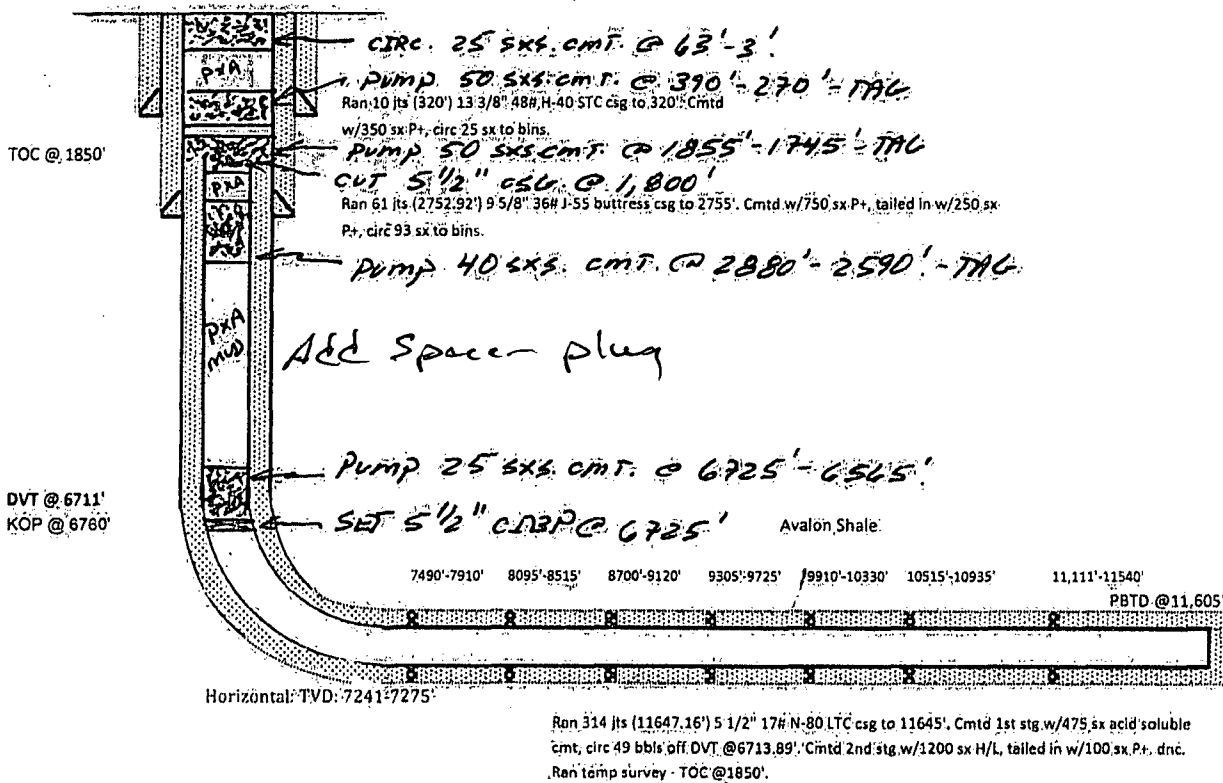 CIRC. 25 SXS. CMT. @ 63'-3'.
PxA
PUMP 50 SXS. CMT. @ 390'-270'-TAG
Ran 10 jts (320') 13 3/8" 48# H-40 STC csg to 320'. Cmtd
w/350 sx P+, circ 25 sx to bins.
TOC @ 1850'
PUMP 50 SXS. CMT. @ 1855'-1745'-TAG
CUT 5 1/2" CSG. @ 1,800'
PxA
Ran 61 jts (2752.92') 9 5/8" 36# J-55 buttress csg to 2755'. Cmtd w/750 sx P+, tailed in w/250 sx
P+, circ 93 sx to bins.
PUMP 40 SXS. CMT. @ 2880'-2590'-TAG
PxA
MUD
Add Spacer plug
PUMP 25 SXS. CMT. @ 6725'-6565'.
DVT @ 6711'
KOP @ 6760'
SET 5 1/2" CIBP @ 6725'
Avalon Shale
7490'-7910' 8095'-8515' 8700'-9120' 9305'-9725' 9910'-10330' 10515'-10935' 11,111'-11540'
PBTD @11,605'
Horizontal: TVD: 7241-7275'
Ran 314 jts (11647.16') 5 1/2" 17# N-80 LTC csg to 11645'. Cmtd 1st stg w/475 sx acid soluble
cmt, circ 49 bbls off DVT @6713.89'. Cmtd 2nd stg w/1200 sx H/L, tailed in w/100 sx P+, dnc.
Ran temp survey - TOC @1850'.